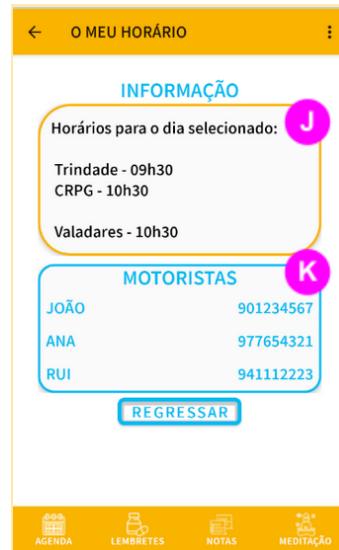 O MEU HORÁRIO
INFORMAÇÃO
J
Horários para o dia selecionado:
Trindade - 09h30
CRPG - 10h30
Valadares - 10h30
K
MOTORISTAS
JOÃO 901234567
ANA 977654321
RUI 941112223
REGRESSAR
AGENDA LEMBRETES NOTAS MEDITAÇÃO